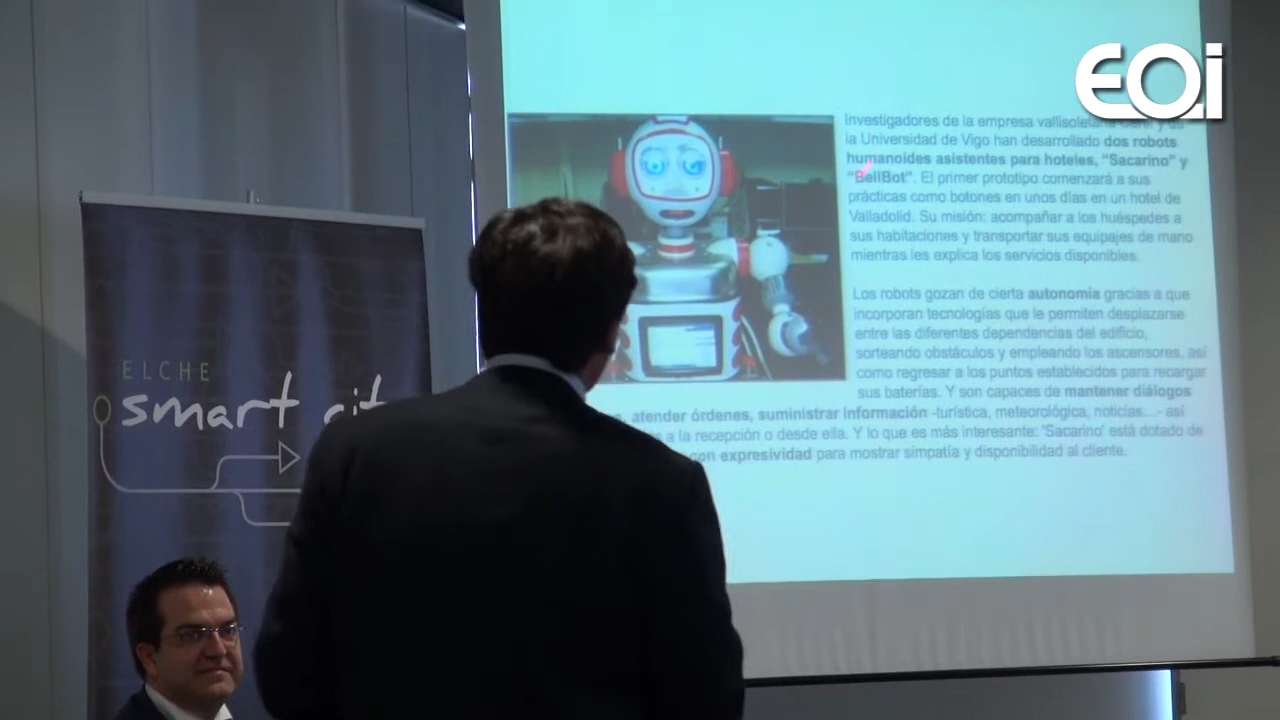 EOi
Investigadores de la empresa vallisoletana
la Universidad de Vigo han desarrollado dos robots
humanoides asistentes para hoteles, "Sacarino" y
"BellBot". El primer prototipo comenzará a sus
prácticas como botones en unos días en un hotel de
Valladolid. Su misión: acompañar a los huéspedes a
sus habitaciones y transportar sus equipajes de mano
mientras les explica los servicios disponibles.
Los robots gozan de cierta autonomía gracias a que
incorporan tecnologías que le permiten desplazarse
entre las diferentes dependencias del edificio,
sorteando obstáculos y empleando los ascensores, así
como regresar a los puntos establecidos para recargar
sus baterías. Y son capaces de mantener diálogos
atender órdenes, suministrar información -turística, meteorológica, noticias...- así
a la recepción o desde ella. Y lo que es más interesante: 'Sacarino' está dotado de
con expresividad para mostrar simpatía y disponibilidad al cliente.
ELCHE
smart cit